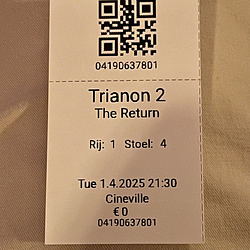 04190637801
Trianon 2
The Return
Rij: 1 Stoel: 4
Tue 1.4.2025 21:30
Cineville
€ 0
04190637801